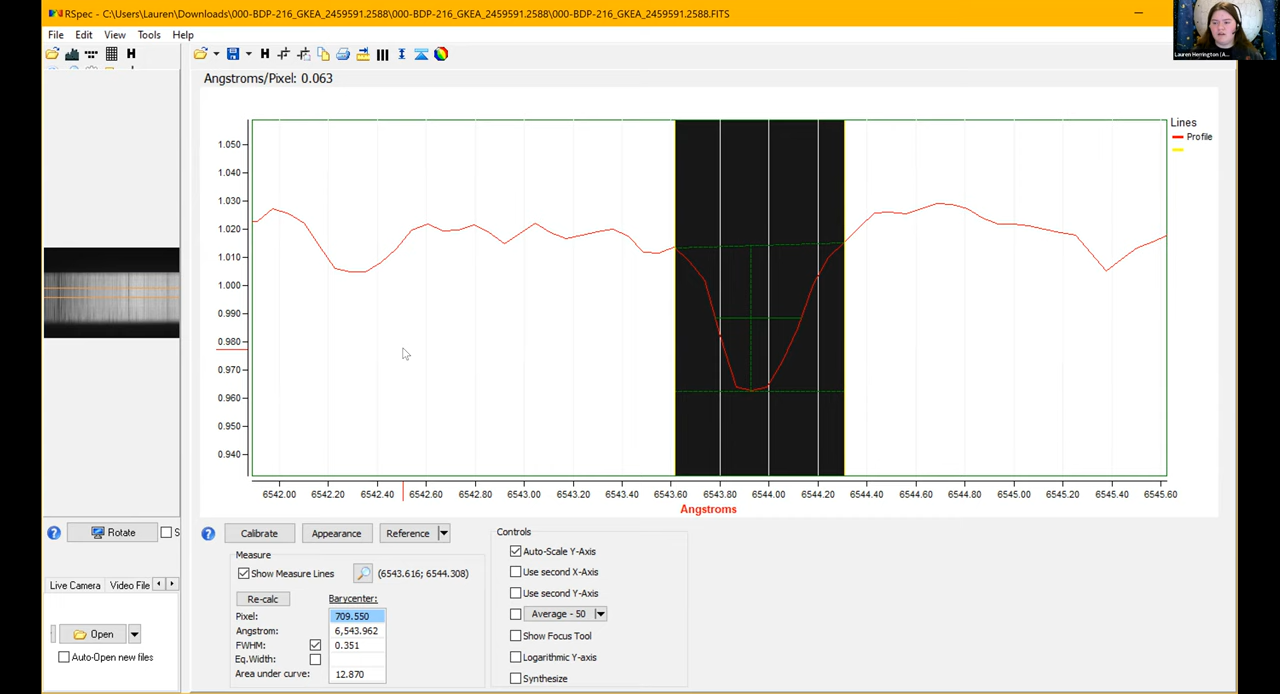 RSpec - C:\Users\Lauren\Downloads\000-BDP-216_GKEA_2459591.2588\000-BDP-216_GKEA_2459591.2588\000-BDP-216_GKEA_2459591.2588.FITS
File Edit View Tools Help
Lauren Herrington (A...
Angstroms/Pixel: 0.063
Lines
Profile
1.050
1.040
1.030
1.020
1.010
1.000
0.990
0.980
0.970
0.960
0.950
0.940
6542.00 6542.20 6542.40 6542.60 6542.80 6543.00 6543.20 6543.40 6543.60 6543.80 6544.00 6544.20 6544.40 6544.60 6544.80 6545.00 6545.20 6545.40 6545.60
Angstroms
Rotate S
Calibrate Appearance Reference
Controls
Measure
Show Measure Lines (6543.616; 6544.308)
Re-calc Barycenter:
Pixel: 709.550
Angstrom: 6,543.962
FWHM: 0.351
Eq.Width:
Area under curve: 12.870
Auto-Scale Y-Axis
Use second X-Axis
Use second Y-Axis
Average - 50
Show Focus Tool
Logarithmic Y-axis
Synthesize
Live Camera Video File
Open
Auto-Open new files